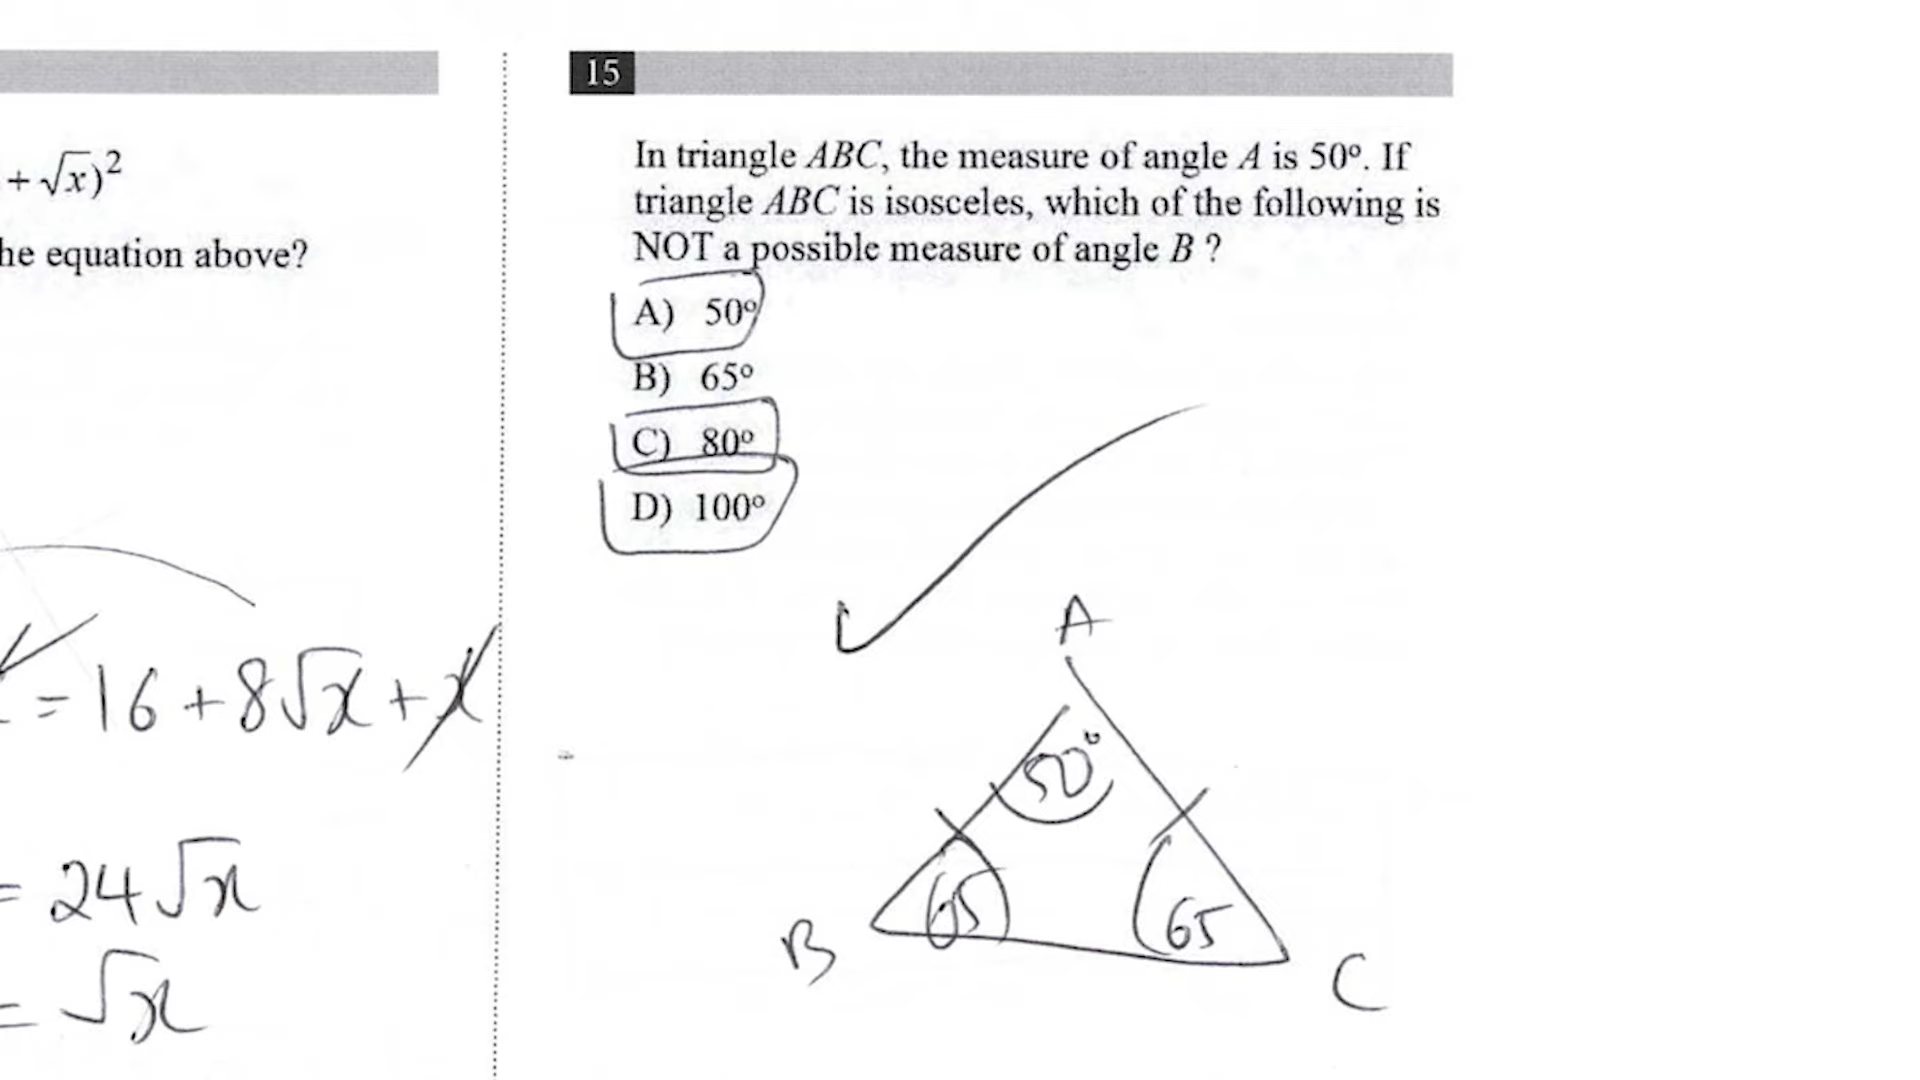 + √x)²
he equation above?
= 16 + 8√x + x
= 24√x
= √x
15
In triangle ABC, the measure of angle A is 50°. If
triangle ABC is isosceles, which of the following is
NOT a possible measure of angle B ?
A) 50°
B) 65°
C) 80°
D) 100°
A
50°
65
65
B
C